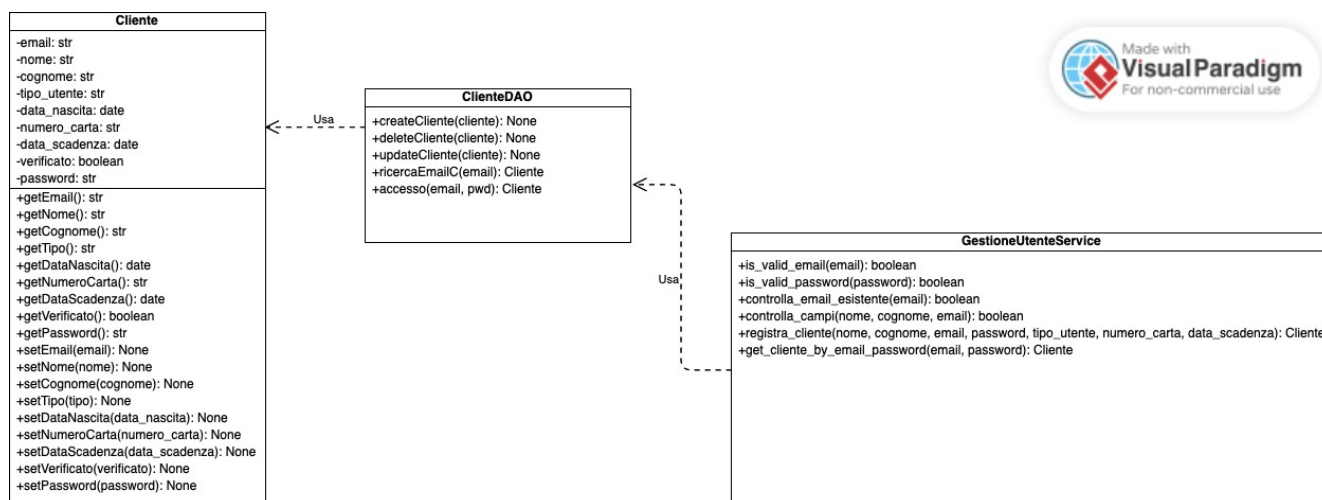 Cliente
-email: str
-nome: str
-cognome: str
-tipo_utente: str
-data_nascita: date
-numero_carta: str
-data_scadenza: date
-verificato: boolean
-password: str
+getEmail(): str
+getNome(): str
+getCognome(): str
+getTipo(): str
+getDataNascita(): date
+getNumeroCarta(): str
+getDataScadenza(): date
+getVerificato(): boolean
+getPassword(): str
+setEmail(email): None
+setNome(nome): None
+setCognome(cognome): None
+setTipo(tipo): None
+setDataNascita(data_nascita): None
+setNumeroCarta(numero_carta): None
+setDataScadenza(data_scadenza): None
+setVerificato(verificato): None
+setPassword(password): None
Usa
ClienteDAO
+createCliente(cliente): None
+deleteCliente(cliente): None
+updateCliente(cliente): None
+ricercaEmailC(email): Cliente
+accesso(email, pwd): Cliente
Usa
GestioneUtenteService
+is_valid_email(email): boolean
+is_valid_password(password): boolean
+controlla_email_esistente(email): boolean
+controlla_campi(nome, cognome, email): boolean
+registra_cliente(nome, cognome, email, password, tipo_utente, numero_carta, data_scadenza): Cliente
+get_cliente_by_email_password(email, password): Cliente
Made with
VisualParadigm
For non-commercial use